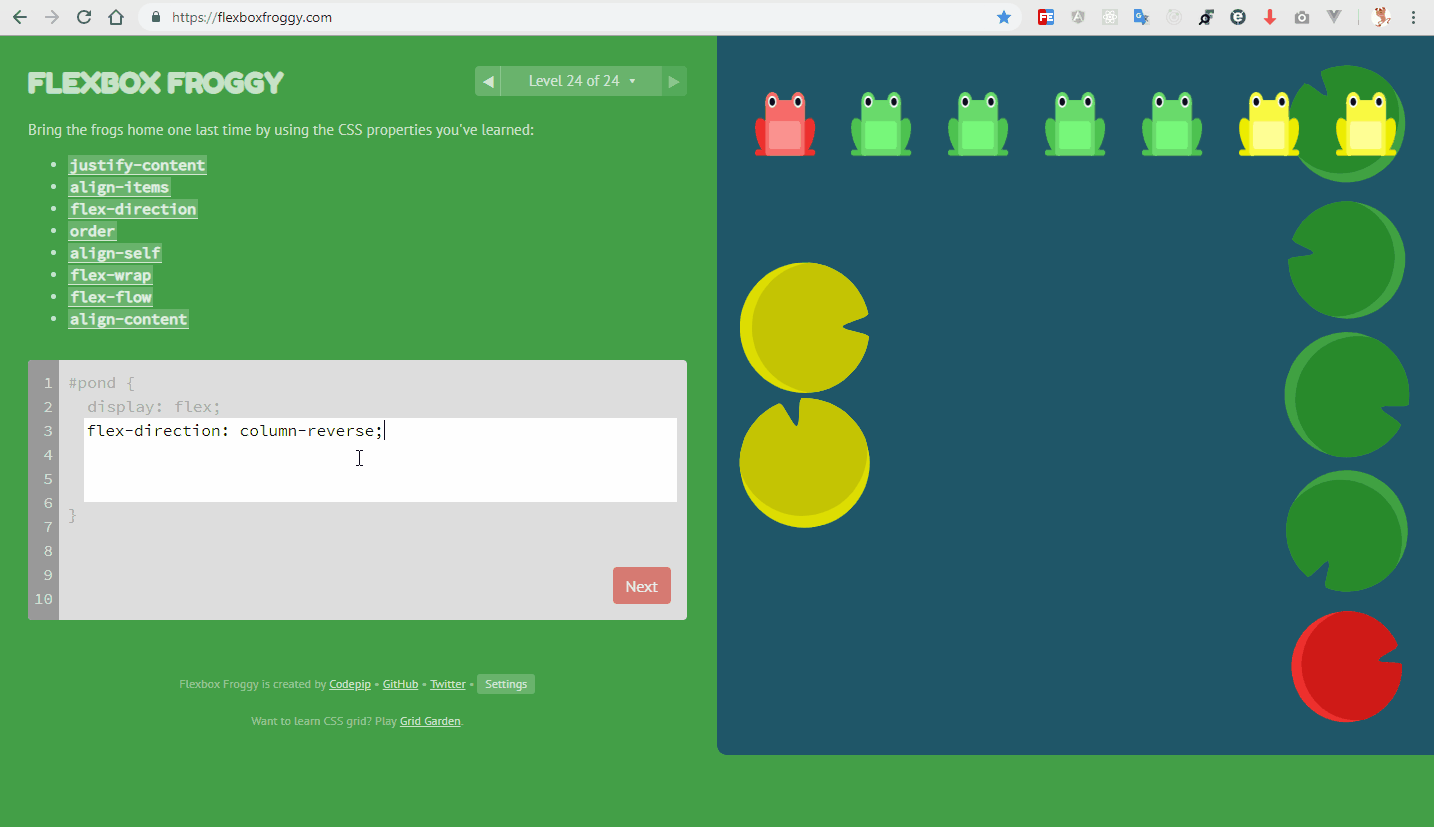 https://flexboxfroggy.com
FLEXBOX FROGGY
◀ Level 24 of 24 ▾ ▶
Bring the frogs home one last time by using the CSS properties you've learned:
• justify-content
• align-items
• flex-direction
• order
• align-self
• flex-wrap
• flex-flow
• align-content
1 #pond {
2 display: flex;
3 flex-direction: column-reverse;
4
5
6 }
7
8
9
10
Next
Flexbox Froggy is created by Codepip • GitHub • Twitter • Settings
Want to learn CSS grid? Play Grid Garden.